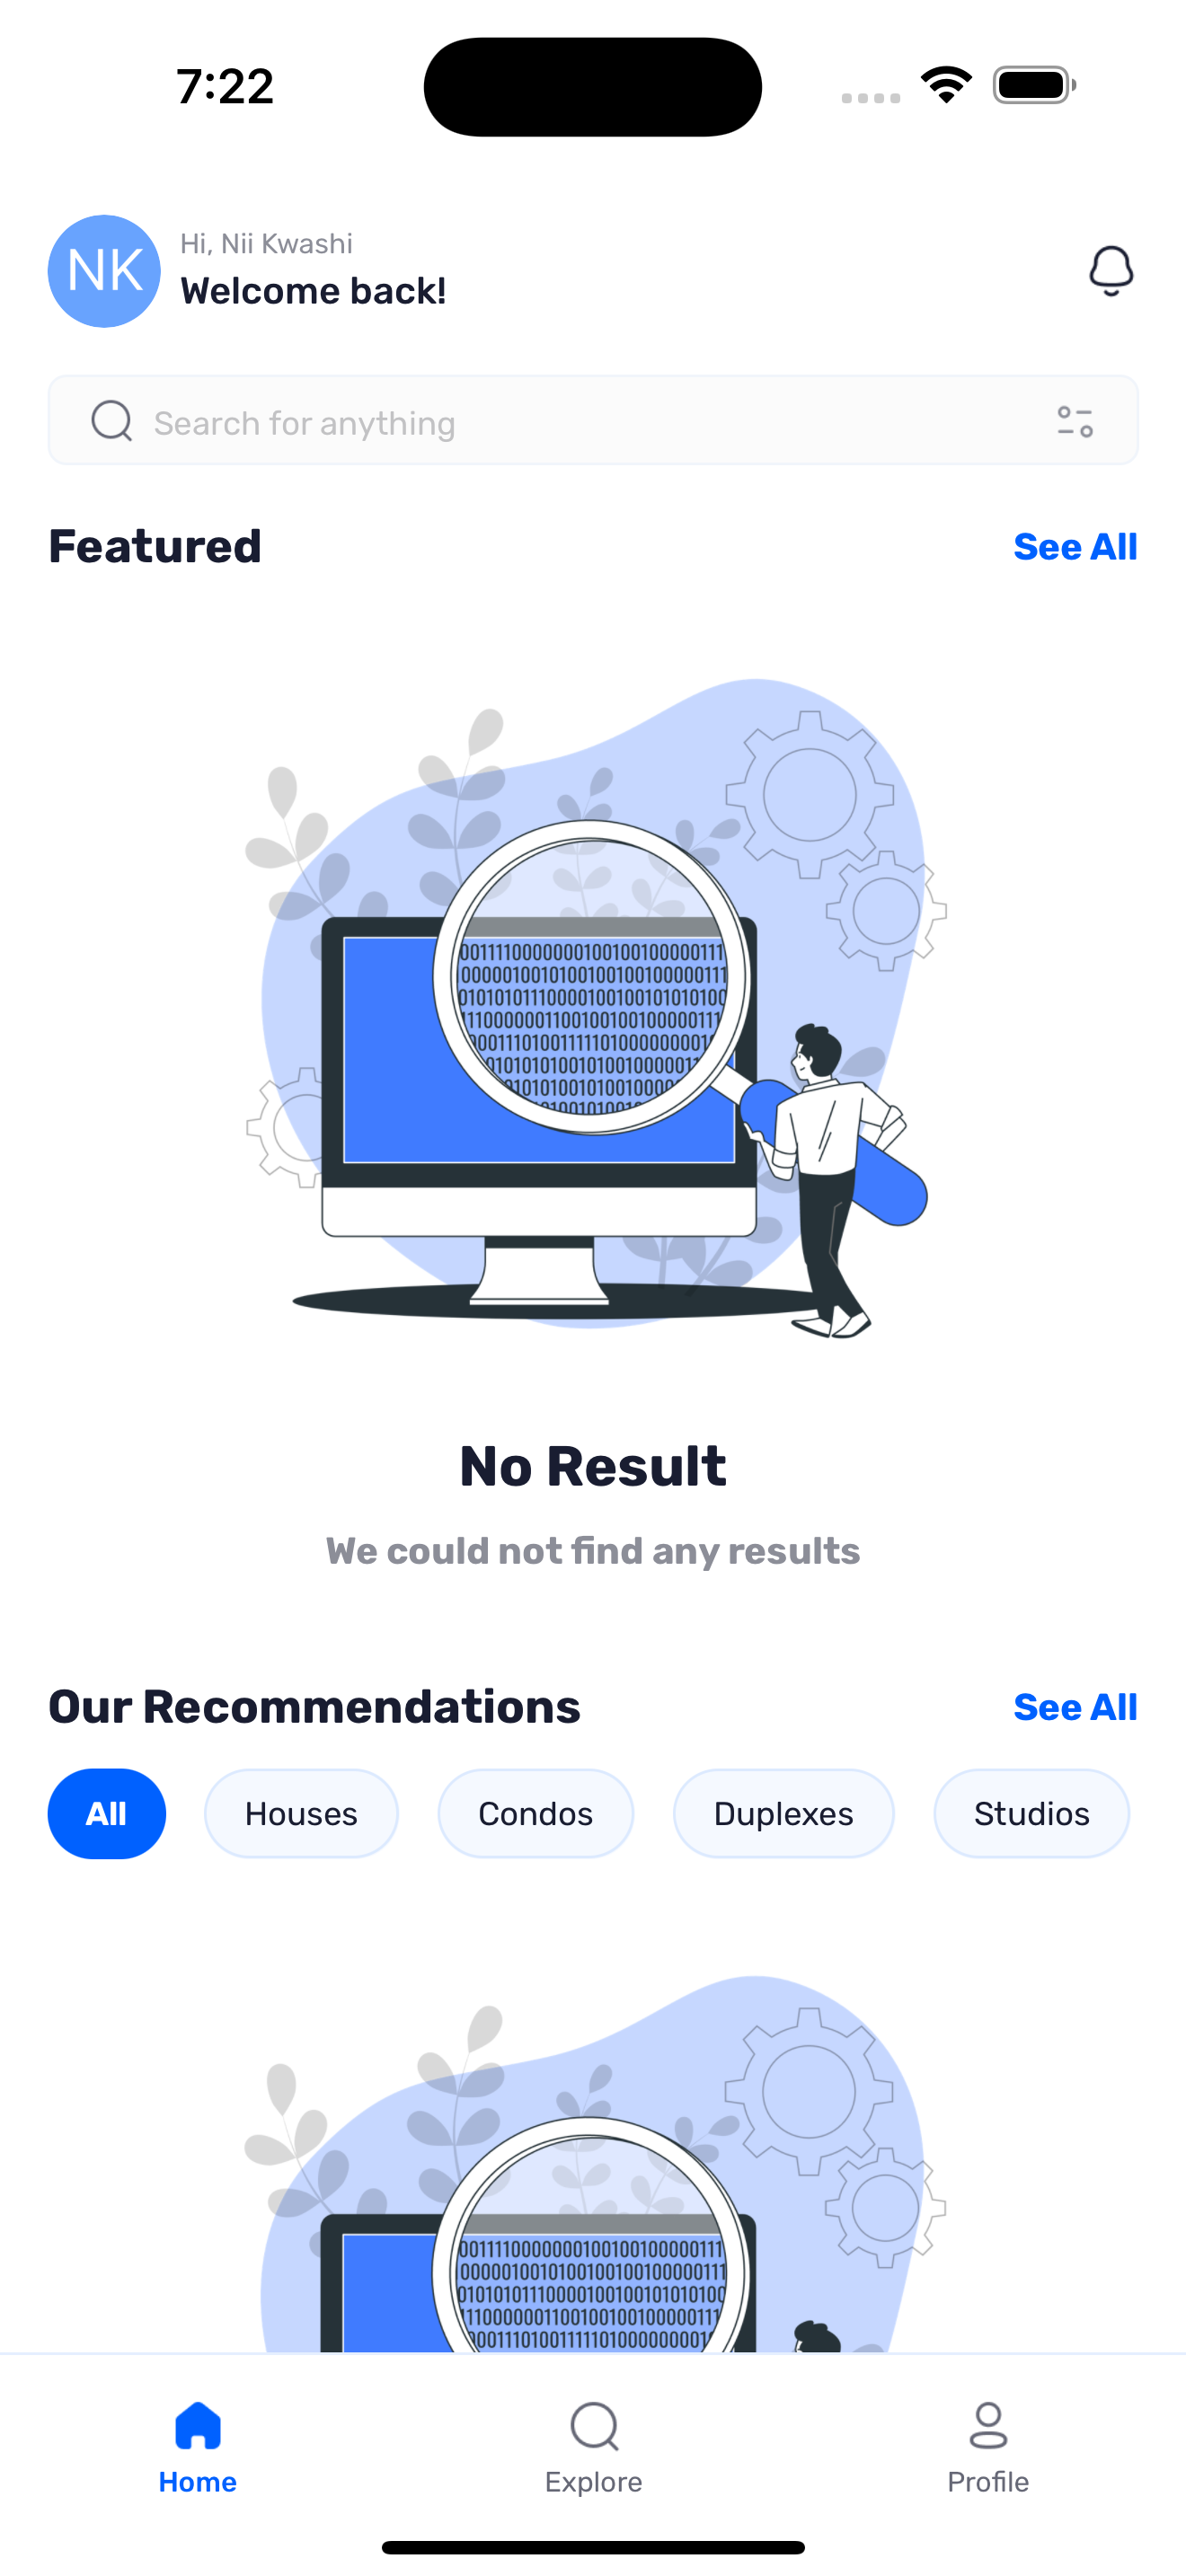 7:22
NK
Hi, Nii Kwashi
Welcome back!
Search for anything
Featured
See All
No Result
We could not find any results
Our Recommendations
See All
All
Houses
Condos
Duplexes
Studios
Home
Explore
Profile